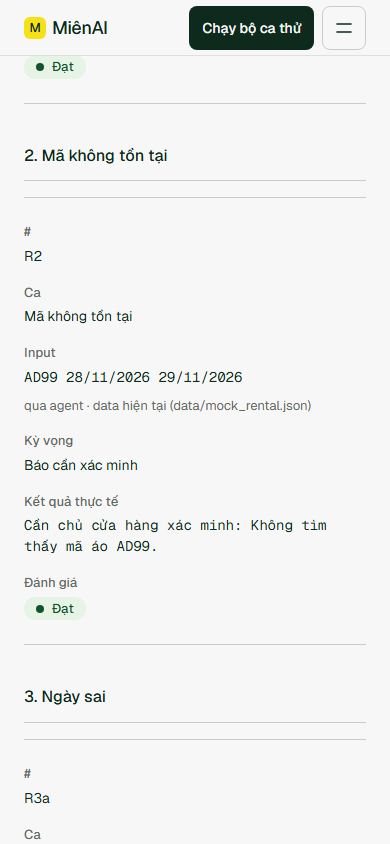 M MiênAI
Chạy bộ ca thử
Đạt
2. Mã không tồn tại
#
R2
Ca
Mã không tồn tại
Input
AD99 28/11/2026 29/11/2026
qua agent · data hiện tại (data/mock_rental.json)
Kỳ vọng
Báo cần xác minh
Kết quả thực tế
Cần chủ cửa hàng xác minh: Không tìm
thấy mã áo AD99.
Đánh giá
Đạt
3. Ngày sai
#
R3a
Ca